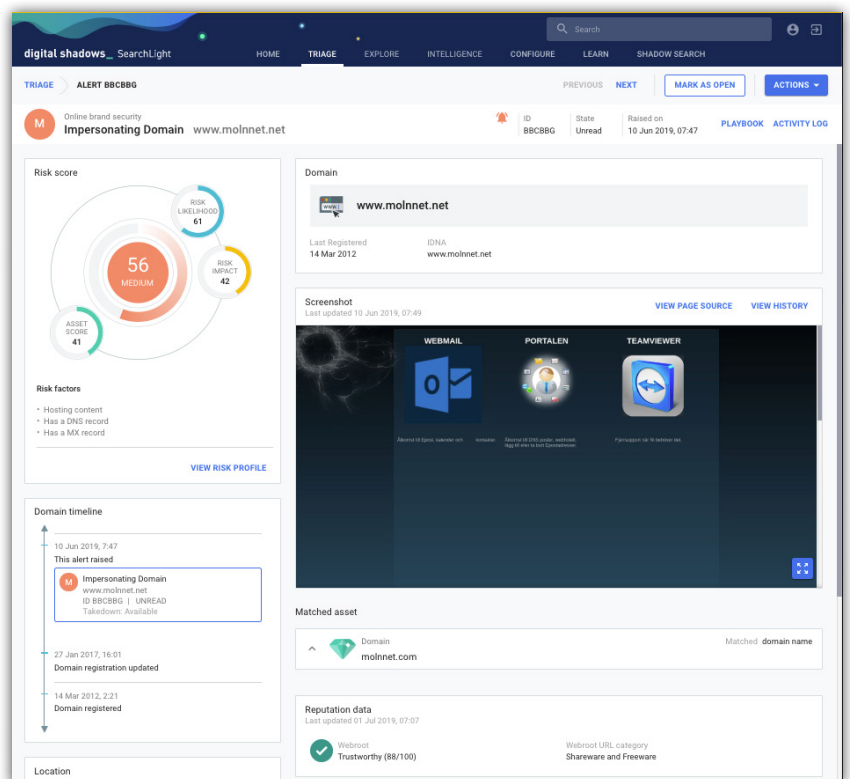 Search
digital shadows_ SearchLight
HOME
TRIAGE
EXPLORE
INTELLIGENCE
CONFIGURE
LEARN
SHADOW SEARCH
TRIAGE
ALERT BBCBBG
PREVIOUS
NEXT
MARK AS OPEN
ACTIONS
M
Online brand security
Impersonating Domain www.molnnet.net
ID
BBCBBG
State
Unread
Raised on
10 Jun 2019, 07:47
PLAYBOOK
ACTIVITY LOG
Risk score
RISK
LIKELIHOOD
61
56
MEDIUM
RISK
IMPACT
42
ASSET
SCORE
41
Risk factors
• Hosting content
• Has a DNS record
• Has a MX record
VIEW RISK PROFILE
Domain timeline
10 Jun 2019, 7:47
This alert raised
M
Impersonating Domain
www.molnnet.net
ID BBCBBG | UNREAD
Takedown: Available
27 Jan 2017, 16:01
Domain registration updated
14 Mar 2012, 2:21
Domain registered
Location
Domain
www.molnnet.net
Last Registered
14 Mar 2012
IDNA
www.molnnet.net
Screenshot
Last updated 10 Jun 2019, 07:49
VIEW PAGE SOURCE
VIEW HISTORY
WEBMAIL
PORTALEN
TEAMVIEWER
Matched asset
Domain
molnnet.com
Matched domain name
Reputation data
Last updated 01 Jul 2019, 07:07
Webroot
Trustworthy (88/100)
Webroot URL category
Shareware and Freeware